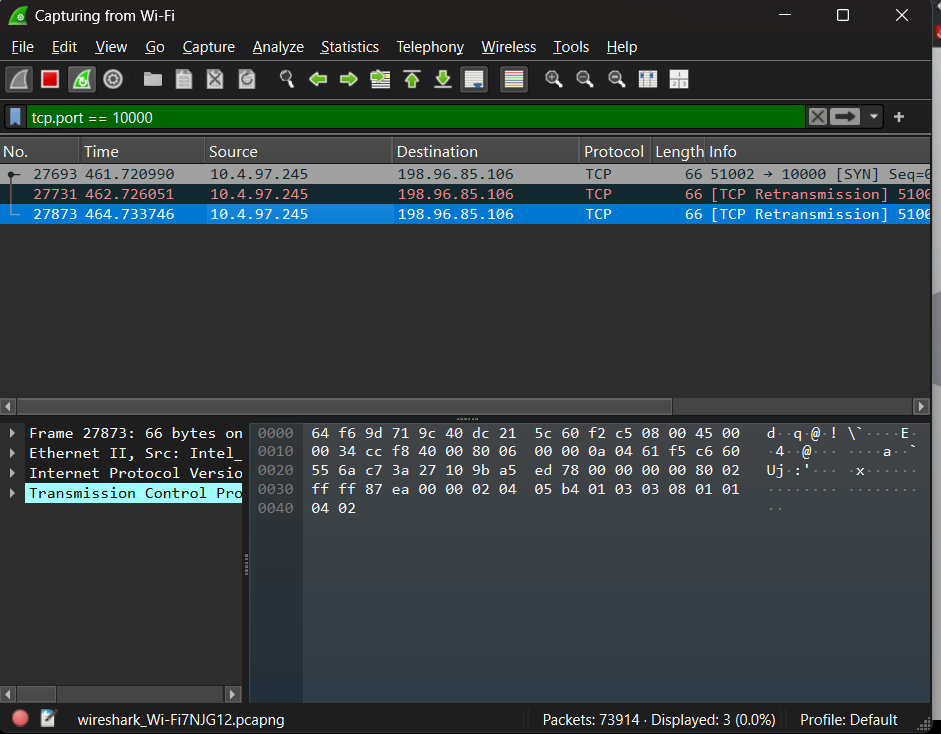 Capturing from Wi-Fi
File Edit View Go Capture Analyze Statistics Telephony Wireless Tools Help
tcp.port == 10000
No. Time Source Destination Protocol Length Info
27693 461.720990 10.4.97.245 198.96.85.106 TCP 66 51002 → 10000 [SYN] Seq=0
27731 462.726051 10.4.97.245 198.96.85.106 TCP 66 [TCP Retransmission] 5100
27873 464.733746 10.4.97.245 198.96.85.106 TCP 66 [TCP Retransmission] 5100
Frame 27873: 66 bytes on
Ethernet II, Src: Intel_
Internet Protocol Versio
Transmission Control Pro
0000 64 f6 9d 71 9c 40 dc 21 5c 60 f2 c5 08 00 45 00 d··q·@·! \`····E·
0010 00 34 cc f8 40 00 80 06 00 00 0a 04 61 f5 c6 60 ·4··@··· ····a··`
0020 55 6a c7 3a 27 10 9b a5 ed 78 00 00 00 00 80 02 Uj·:'··· ·x······
0030 ff ff 87 ea 00 00 02 04 05 b4 01 03 03 08 01 01 ········ ········
0040 04 02 ··
wireshark_Wi-Fi7NJG12.pcapng Packets: 73914 · Displayed: 3 (0.0%) Profile: Default